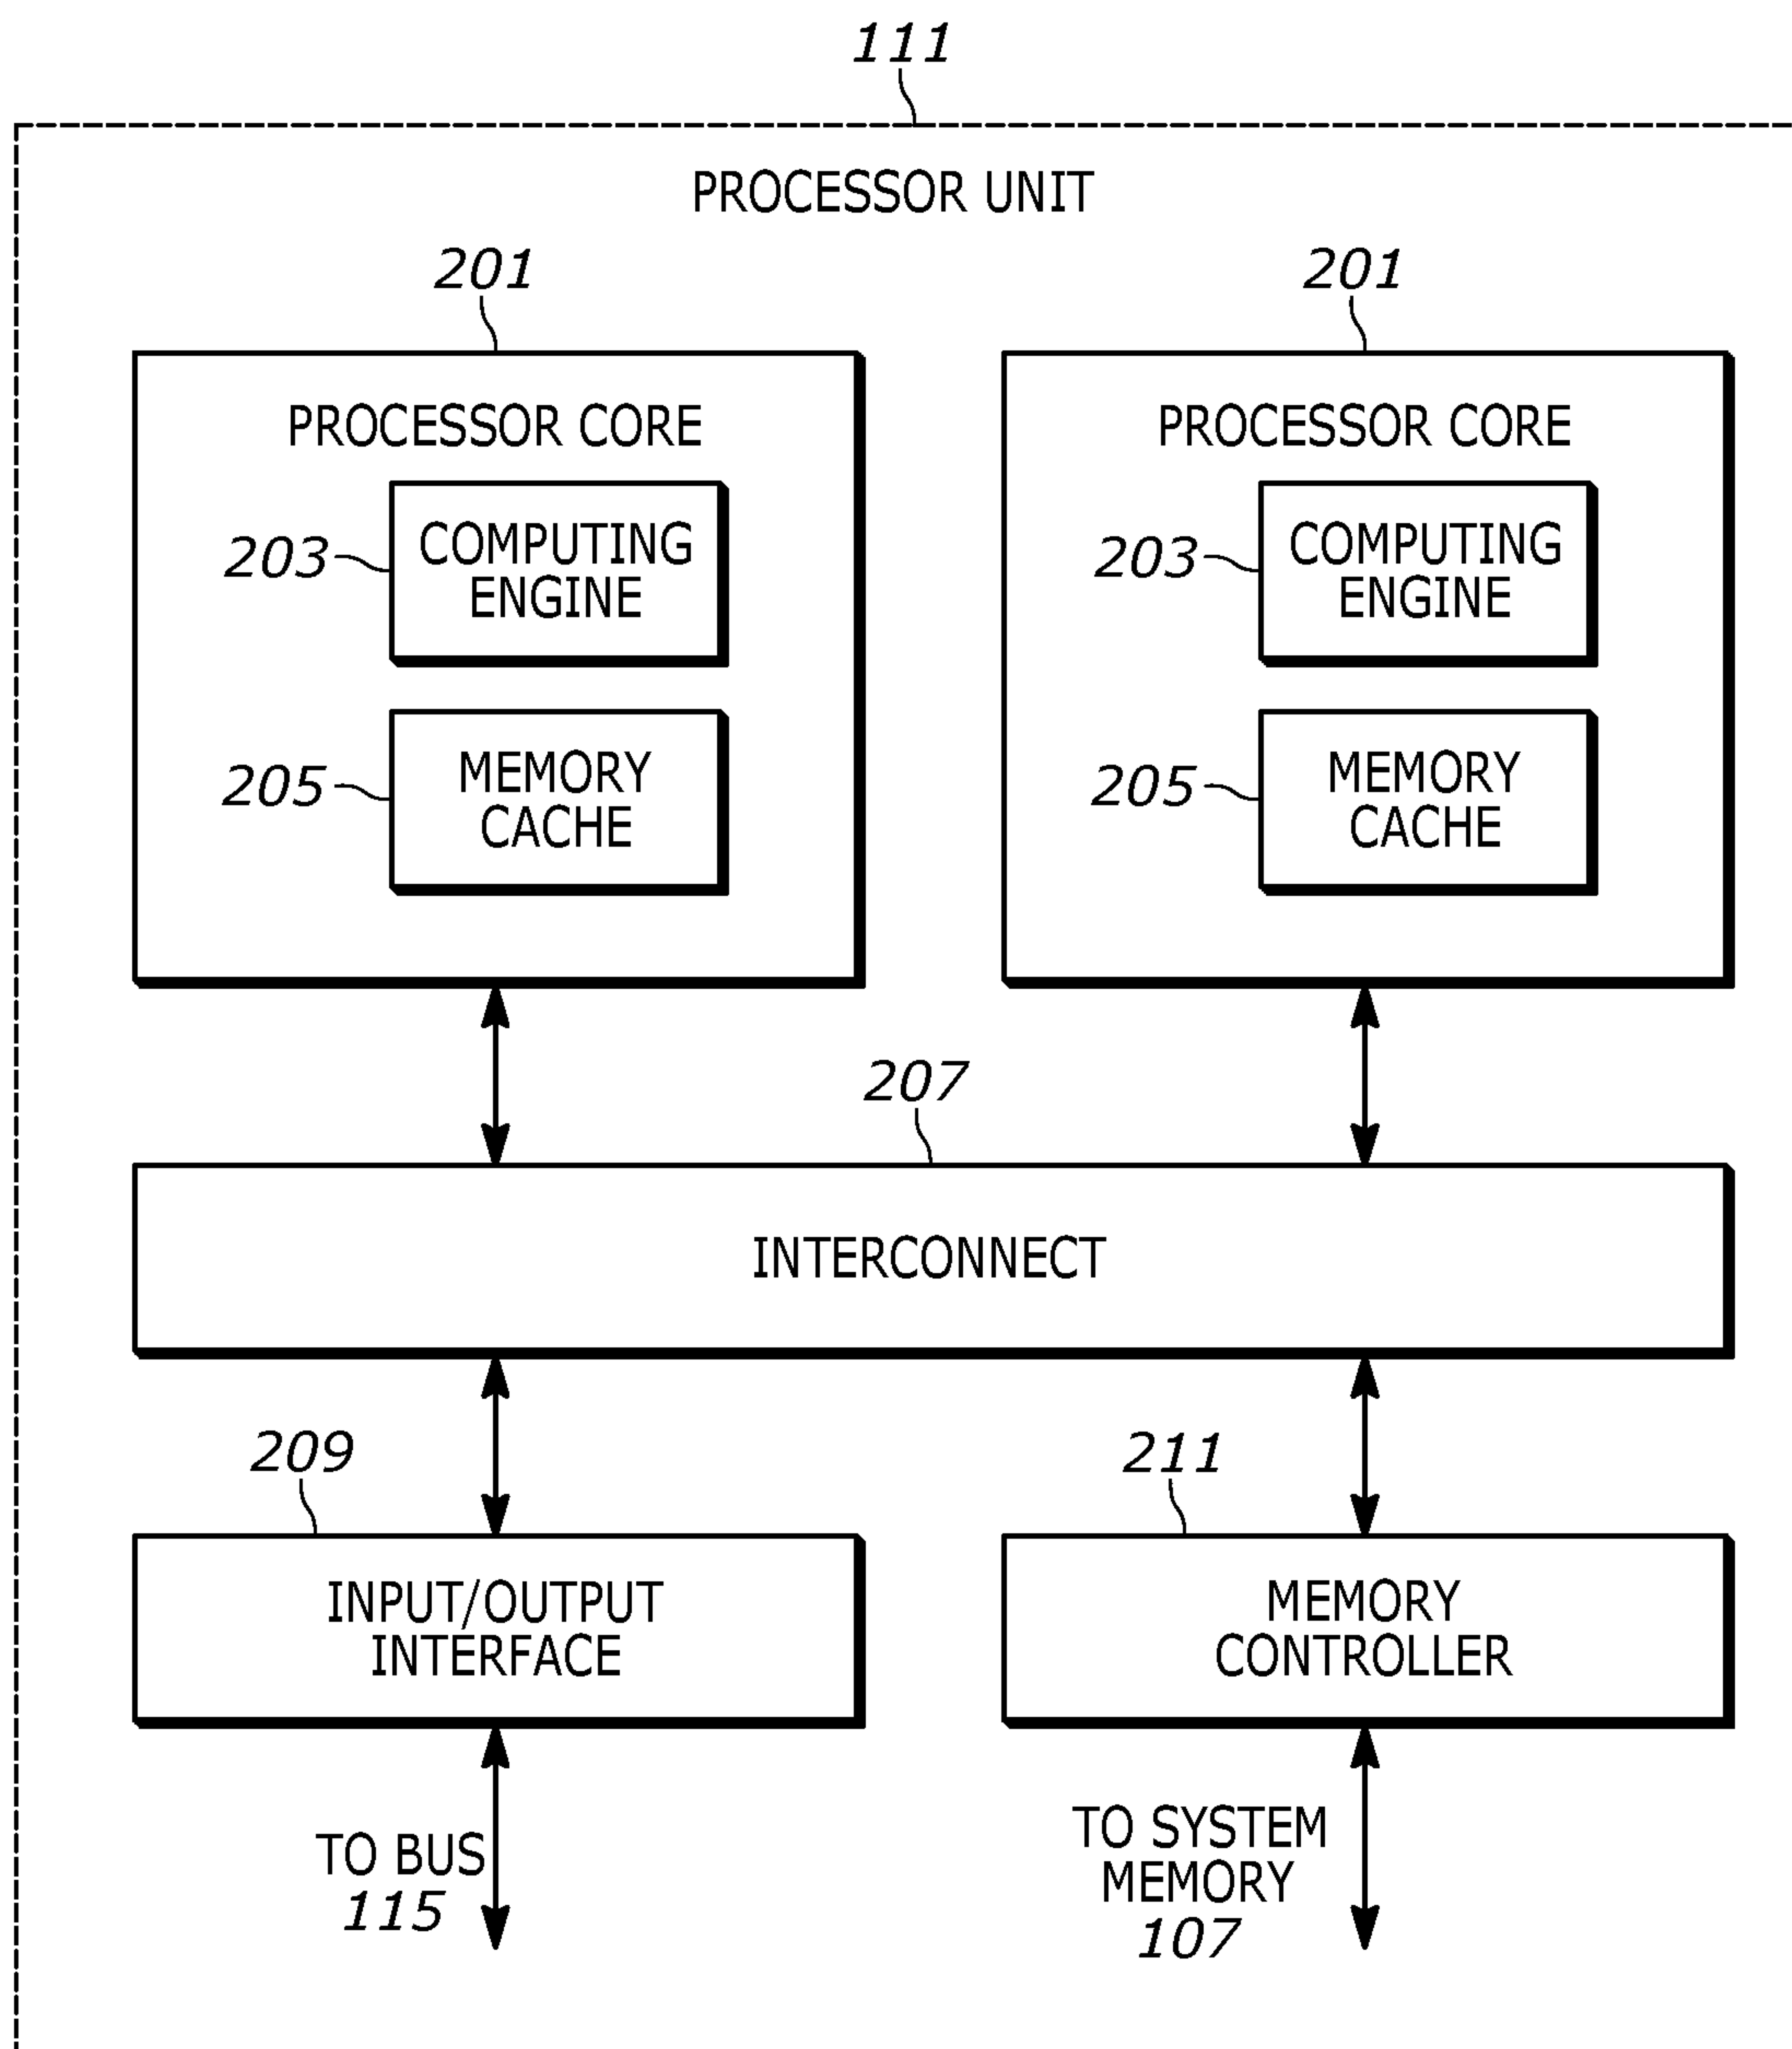 111
PROCESSOR UNIT
201
201
PROCESSOR CORE
PROCESSOR CORE
203
COMPUTING
ENGINE
203
COMPUTING
ENGINE
205
MEMORY
CACHE
205
MEMORY
CACHE
207
INTERCONNECT
209
211
INPUT/OUTPUT
INTERFACE
MEMORY
CONTROLLER
TO BUS
115
TO SYSTEM
MEMORY
107